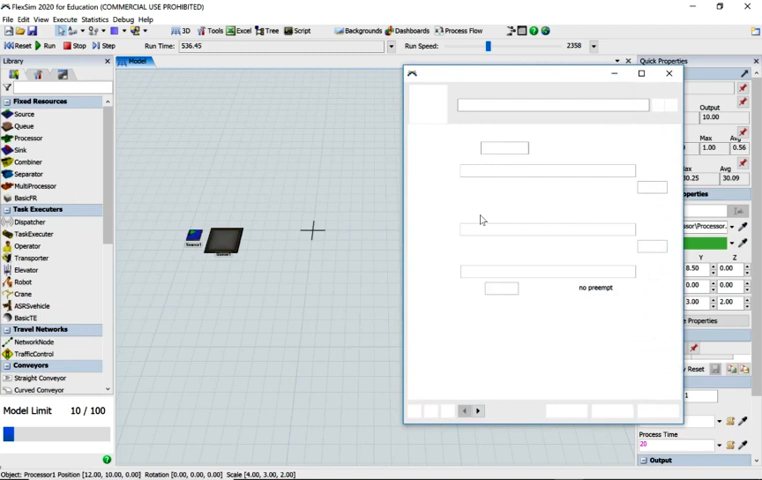 FlexSim 2020 for Education (COMMERCIAL USE PROHIBITED)
File Edit View Execute Statistics Debug Help
3D Tools Excel Tree Script Backgrounds Dashboards Process Flow
Reset Run Stop Step Run Time: 536.45 Run Speed: 2358
Library
Model
Quick Properties
Fixed Resources
Source
Queue
Processor
Sink
Combiner
Separator
MultiProcessor
BasicFR
Task Executers
Dispatcher
TaskExecuter
Operator
Transporter
Elevator
Robot
Crane
ASRSvehicle
BasicTE
Travel Networks
NetworkNode
TrafficControl
Conveyors
Straight Conveyor
Curved Conveyor
Model Limit 10 / 100
no preempt
Output
10.00
Max Avg
1.00 0.56
30.25 30.09
operties
sor\Processor.
Y Z
8.50 0.00
0.00 0.00
3.00 2.00
Properties
y Reset
1
Process Time
20
Output
Object: Processor1 Position [12.00, 10.00, 0.00] Rotation [0.00, 0.00, 0.00] Scale [4.00, 3.00, 2.00]